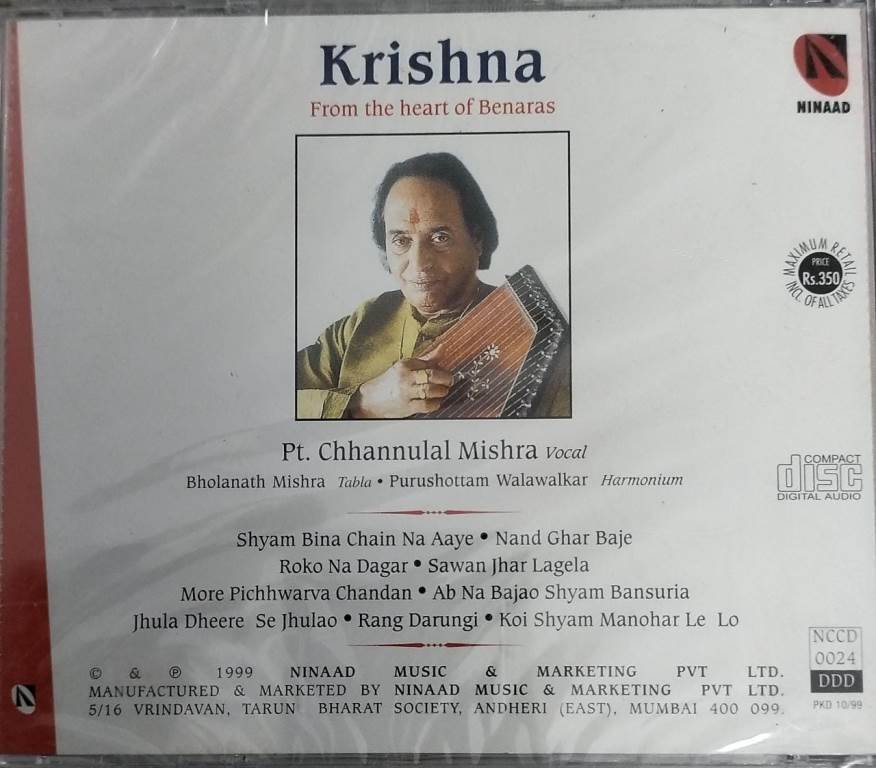 Krishna
From the heart of Benaras
NINAAD
MAXIMUM RETAIL
PRICE
Rs.350
INCL. OF ALL TAXES
Pt. Chhannulal Mishra Vocal
Bholanath Mishra Tabla • Purushottam Walawalkar Harmonium
COMPACT
disc
DIGITAL AUDIO
Shyam Bina Chain Na Aaye • Nand Ghar Baje
Roko Na Dagar • Sawan Jhar Lagela
More Pichhwarva Chandan • Ab Na Bajao Shyam Bansuria
Jhula Dheere Se Jhulao • Rang Darungi • Koi Shyam Manohar Le Lo
NCCD
0024
DDD
PKD 10/99
© & ℗ 1999 NINAAD MUSIC & MARKETING PVT LTD.
MANUFACTURED & MARKETED BY NINAAD MUSIC & MARKETING PVT LTD.
5/16 VRINDAVAN, TARUN BHARAT SOCIETY, ANDHERI (EAST), MUMBAI 400 099.